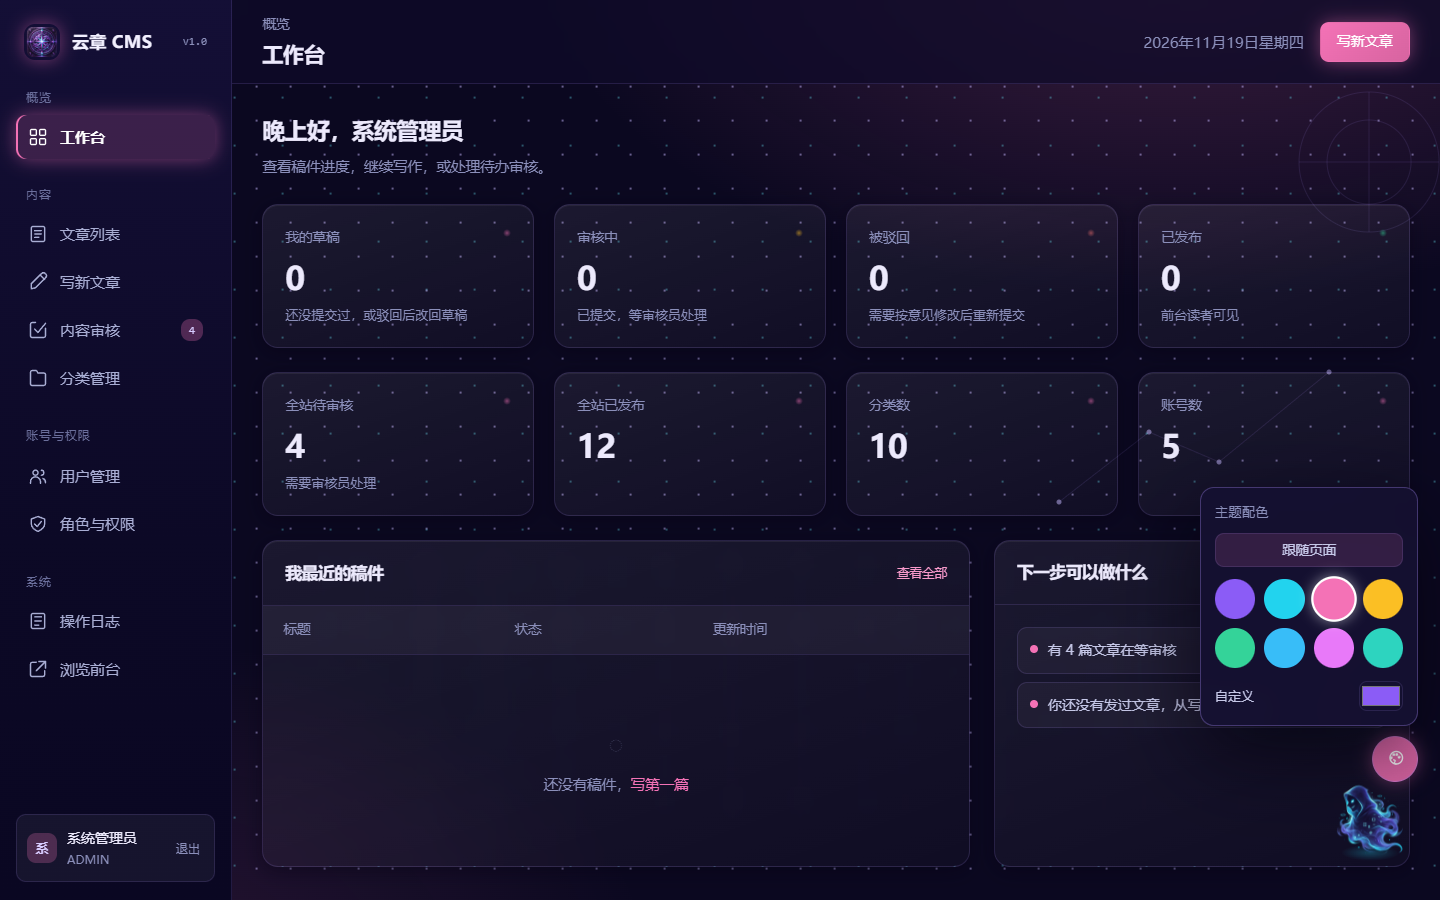 云章 CMS
v1.0
概览
工作台
内容
文章列表
写新文章
内容审核
4
分类管理
账号与权限
用户管理
角色与权限
系统
操作日志
浏览前台
系
系统管理员
ADMIN
退出
概览
工作台
2026年11月19日星期四
写新文章
晚上好，系统管理员
查看稿件进度，继续写作，或处理待办审核。
我的草稿
0
还没提交过，或驳回后改回草稿
审核中
0
已提交，等审核员处理
被驳回
0
需要按意见修改后重新提交
已发布
0
前台读者可见
全站待审核
4
需要审核员处理
全站已发布
12
分类数
10
账号数
5
我最近的稿件
查看全部
标题
状态
更新时间
还没有稿件，写第一篇
下一步可以做什么
有 4 篇文章在等审核
你还没有发过文章，从写
主题配色
跟随页面
自定义